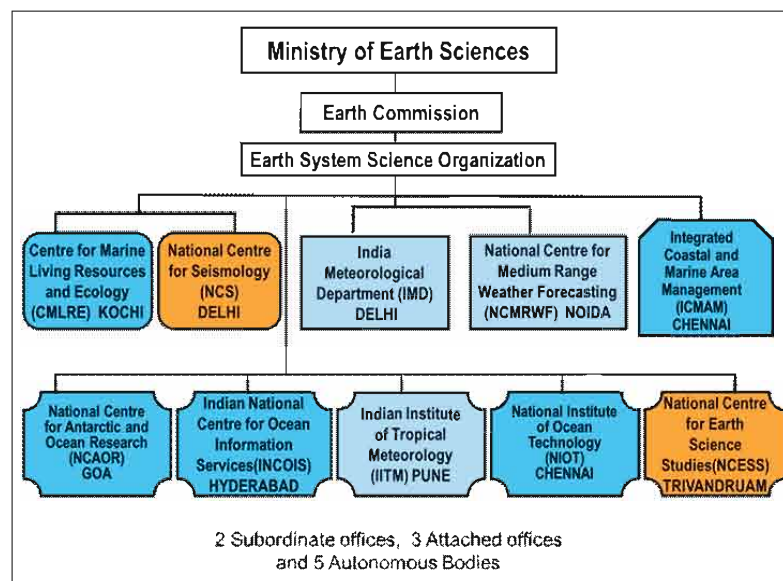 Ministry of Earth Sciences
Earth Commission
Earth System Science Organization
Centre for Marine
Living Resources
and Ecology
(CMLRE) KOCHI
National Centre
for Seismology
(NCS)
DELHI
India
Meteorological
Department (IMD)
DELHI
National Centre for
Medium Range
Weather Forecasting
(NCMRWF) NOIDA
Integrated
Coastal and
Marine Area
Management
(ICMAM)
CHENNAI
National Centre
for Antarctic and
Ocean Research
(NCAOR)
GOA
Indian National
Centre for Ocean
Information
Services(INCOIS)
HYDERABAD
Indian Institute
of Tropical
Meteorology
(IITM) PUNE
National Institute
of Ocean
Technology
(NIOT)
CHENNAI
National Centre
for Earth
Science
Studies(NCESS)
TRIVANDRUAM
2 Subordinate offices, 3 Attached offices
and 5 Autonomous Bodies